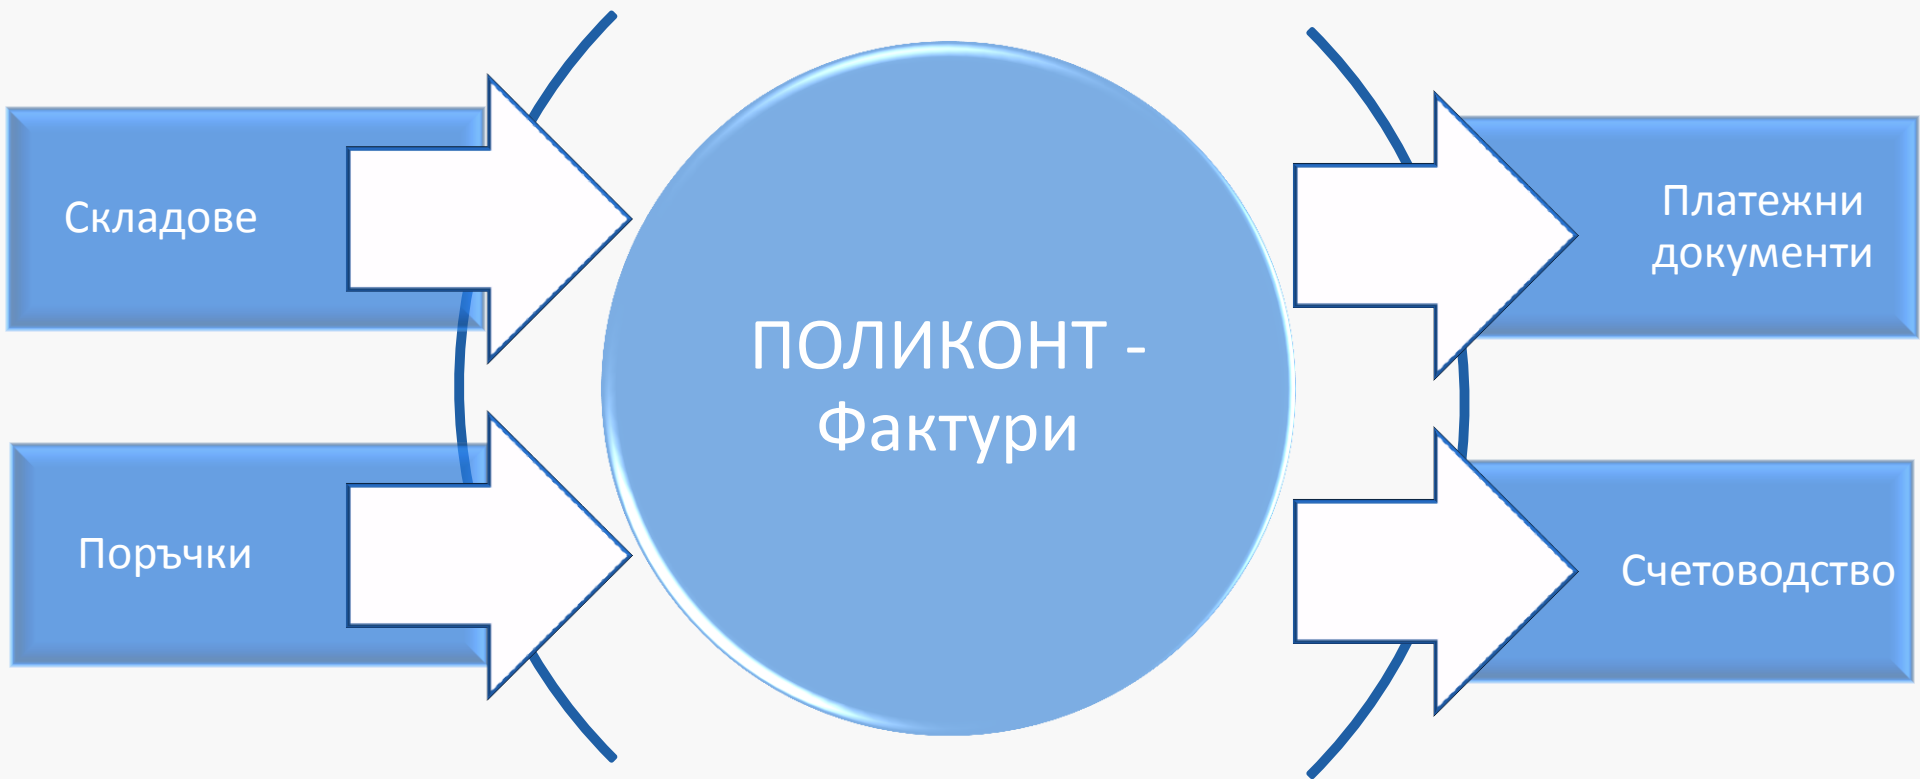 Складове
Поръчки
ПОЛИКОНТ -
Фактури
Платежни
документи
Счетоводство